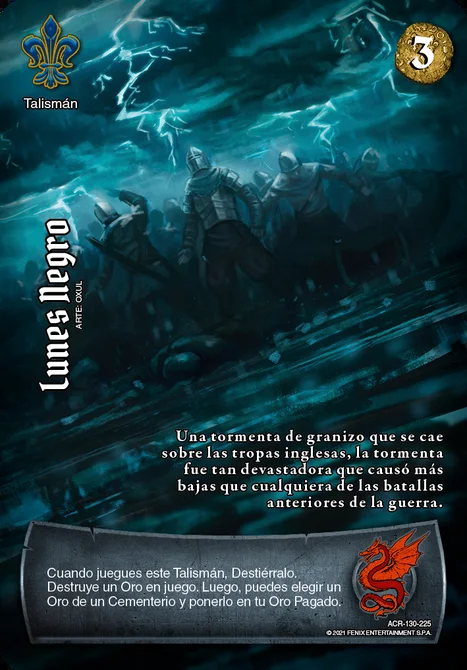 3
Talismán
Lunes Negro
ARTE: OXUL
Una tormenta de granizo que se cae
sobre las tropas inglesas, la tormenta
fue tan devastadora que causó más
bajas que cualquiera de las batallas
anteriores de la guerra.
Cuando juegues este Talismán, Destiérralo.
Destruye un Oro en juego. Luego, puedes elegir un
Oro de un Cementerio y ponerlo en tu Oro Pagado.
ACR-130-225
© 2021 FENIX ENTERTAINMENT S.P.A.